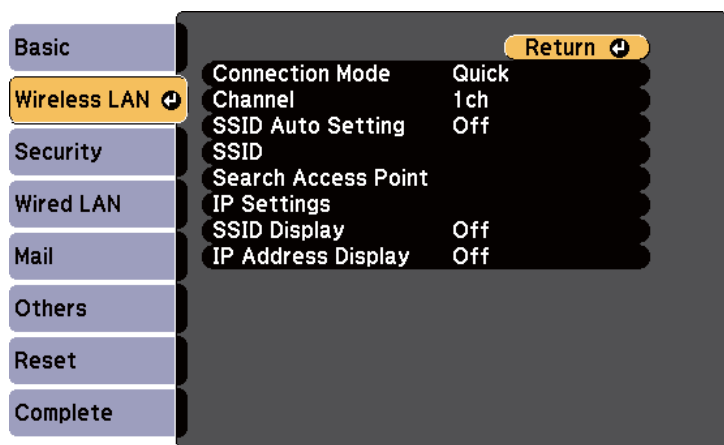 Basic
Wireless LAN
Security
Wired LAN
Mail
Others
Reset
Complete
Return
Connection Mode Quick
Channel 1ch
SSID Auto Setting Off
SSID
Search Access Point
IP Settings
SSID Display Off
IP Address Display Off